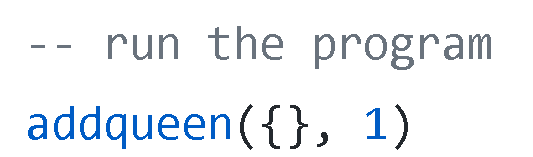 -- run the program
addqueen({}, 1)